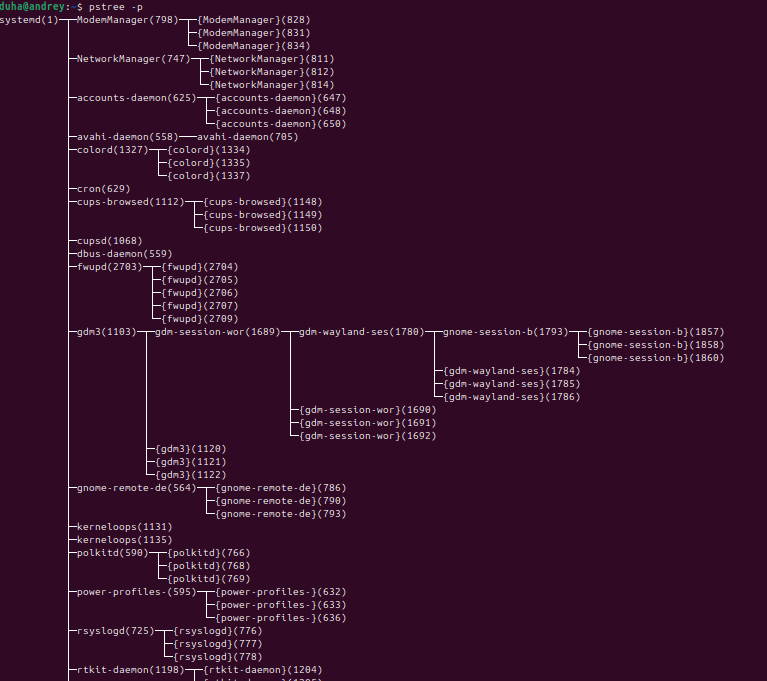 duha@andrey:~$ pstree -p
systemd(1)─┬─ModemManager(798)─┬─{ModemManager}(828)
├─{ModemManager}(831)
└─{ModemManager}(834)
├─NetworkManager(747)─┬─{NetworkManager}(811)
├─{NetworkManager}(812)
└─{NetworkManager}(814)
├─accounts-daemon(625)─┬─{accounts-daemon}(647)
├─{accounts-daemon}(648)
└─{accounts-daemon}(650)
├─avahi-daemon(558)───avahi-daemon(705)
├─colord(1327)─┬─{colord}(1334)
├─{colord}(1335)
└─{colord}(1337)
├─cron(629)
├─cups-browsed(1112)─┬─{cups-browsed}(1148)
├─{cups-browsed}(1149)
└─{cups-browsed}(1150)
├─cupsd(1068)
├─dbus-daemon(559)
├─fwupd(2703)─┬─{fwupd}(2704)
├─{fwupd}(2705)
├─{fwupd}(2706)
├─{fwupd}(2707)
└─{fwupd}(2709)
├─gdm3(1103)─┬─gdm-session-wor(1689)─┬─gdm-wayland-ses(1780)─┬─gnome-session-b(1793)─┬─{gnome-session-b}(1857)
├─{gnome-session-b}(1858)
└─{gnome-session-b}(1860)
├─{gdm-wayland-ses}(1784)
├─{gdm-wayland-ses}(1785)
└─{gdm-wayland-ses}(1786)
├─{gdm-session-wor}(1690)
├─{gdm-session-wor}(1691)
└─{gdm-session-wor}(1692)
├─{gdm3}(1120)
├─{gdm3}(1121)
└─{gdm3}(1122)
├─gnome-remote-de(564)─┬─{gnome-remote-de}(786)
├─{gnome-remote-de}(790)
└─{gnome-remote-de}(793)
├─kerneloops(1131)
├─kerneloops(1135)
├─polkitd(590)─┬─{polkitd}(766)
├─{polkitd}(768)
└─{polkitd}(769)
├─power-profiles-(595)─┬─{power-profiles-}(632)
├─{power-profiles-}(633)
└─{power-profiles-}(636)
├─rsyslogd(725)─┬─{rsyslogd}(776)
├─{rsyslogd}(777)
└─{rsyslogd}(778)
├─rtkit-daemon(1198)─┬─{rtkit-daemon}(1204)